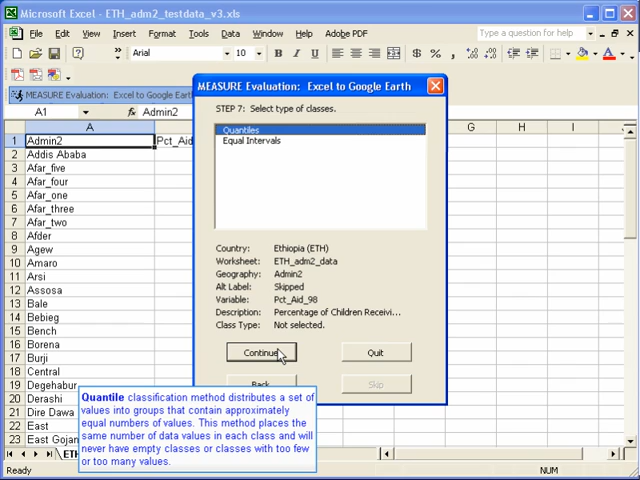 Microsoft Excel - ETH_adm2_testdata_v3.xls
File Edit View Insert Format Tools Data Window Help Adobe PDF
Type a question for help
Arial 10 B I U $ % ,
MEASURE Evaluation: Excel to Google Earth
A1 fx Admin2
A G H I
1 Admin2 Pct_Aid
2 Addis Ababa
3 Afar_five
4 Afar_four
5 Afar_one
6 Afar_three
7 Afar_two
8 Afder
9 Agew
10 Amaro
11 Arsi
12 Assosa
13 Bale
14 Bebieg
15 Bench
16 Borena
17 Burji
18 Central
19 Degehabur
20 Derashi
21 Dire Dawa
22 East
23 East Gojan
MEASURE Evaluation: Excel to Google Earth
STEP 7: Select type of classes.
Quantiles
Equal Intervals
Country: Ethiopia (ETH)
Worksheet: ETH_adm2_data
Geography: Admin2
Alt Label: Skipped
Variable: Pct_Aid_98
Description: Percentage of Children Receivi...
Class Type: Not selected.
Continue Quit
Back Skip
Quantile classification method distributes a set of
values into groups that contain approximately
equal numbers of values. This method places the
same number of data values in each class and will
never have empty classes or classes with too few
or too many values.
ET
Ready NUM